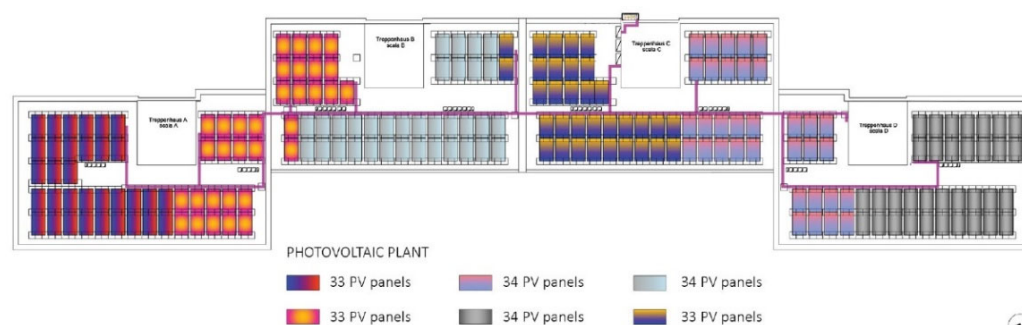 Treppenhaus B
scala B
Treppenhaus C
scala C
Treppenhaus A
scala A
Treppenhaus D
scala D
PHOTOVOLTAIC PLANT
33 PV panels
34 PV panels
34 PV panels
33 PV panels
34 PV panels
33 PV panels